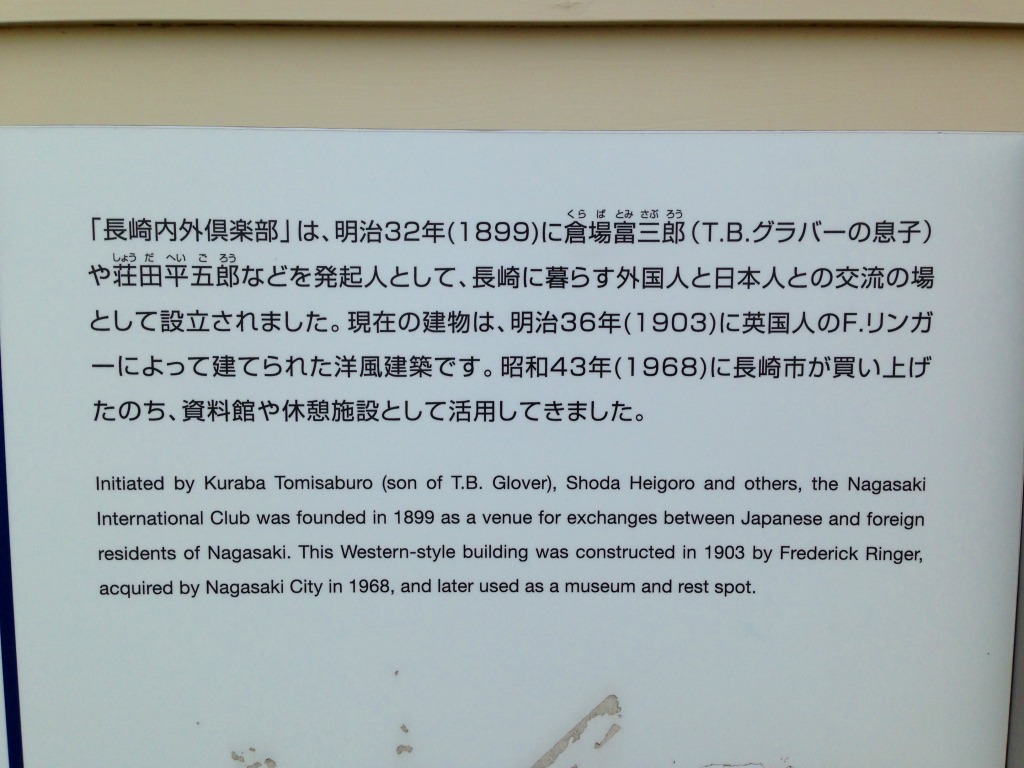 「長崎内外倶楽部」は、明治32年(1899)に倉場富三郎(T.B.グラバーの息子)
や荘田平五郎などを発起人として、長崎に暮らす外国人と日本人との交流の場
として設立されました。現在の建物は、明治36年(1903)に英国人のF.リンガ
ーによって建てられた洋風建築です。昭和43年(1968)に長崎市が買い上げ
たのち、資料館や休憩施設として活用してきました。
Initiated by Kuraba Tomisaburo (son of T.B. Glover), Shoda Heigoro and others, the Nagasaki
International Club was founded in 1899 as a venue for exchanges between Japanese and foreign
residents of Nagasaki. This Western-style building was constructed in 1903 by Frederick Ringer,
acquired by Nagasaki City in 1968, and later used as a museum and rest spot.